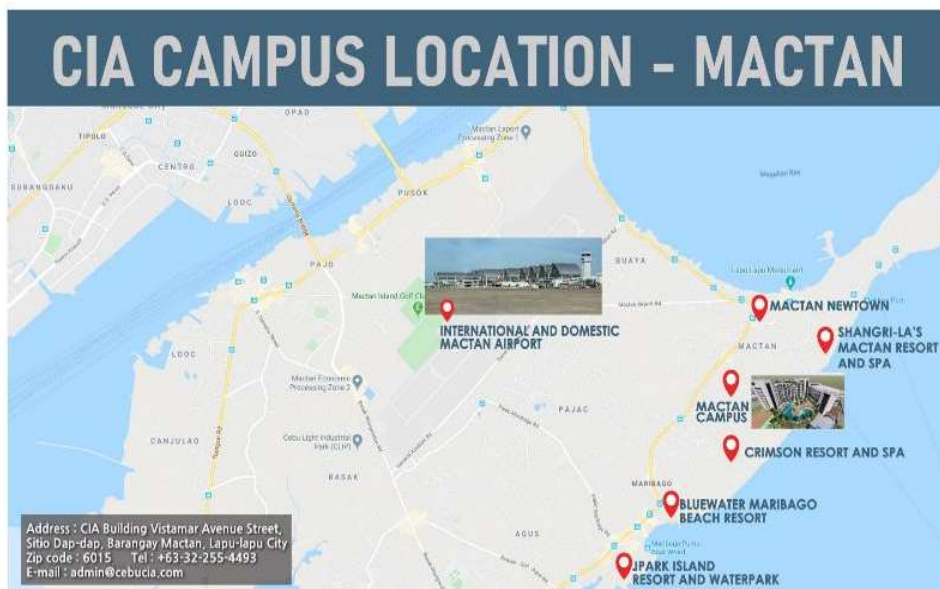 CIA CAMPUS LOCATION - MACTAN
OPAO
TIPOLO
GUIZO
CENTRO
SUBANGDAKU
LOOC
Mactan Export
Processing Zone 1
PUSOK
Magellan Bay
PAJO
BUAYA
Lapu Lapu Monument
Mactan Island Golf Clu
MACTAN NEWTOWN
INTERNATIONAL AND DOMESTIC
MACTAN AIRPORT
SHANGRI-LA'S
MACTAN RESORT
AND SPA
MACTAN
LOOC
Mactan Economic
Processing Zone 2
MACTAN
CAMPUS
PAJAC
CANJULAO
Cebu Light Industrial
Park (CLIP)
CRIMSON RESORT AND SPA
BASAK
MARIBAGO
BLUEWATER MARIBAGO
BEACH RESORT
AGUS
JPARK ISLAND
RESORT AND WATERPARK
Address : CIA Building Vistamar Avenue Street,
Sitio Dap-dap, Barangay Mactan, Lapu-lapu City
Zip code : 6015 Tel : +63-32-255-4493
E-mail : admin@cebucia.com